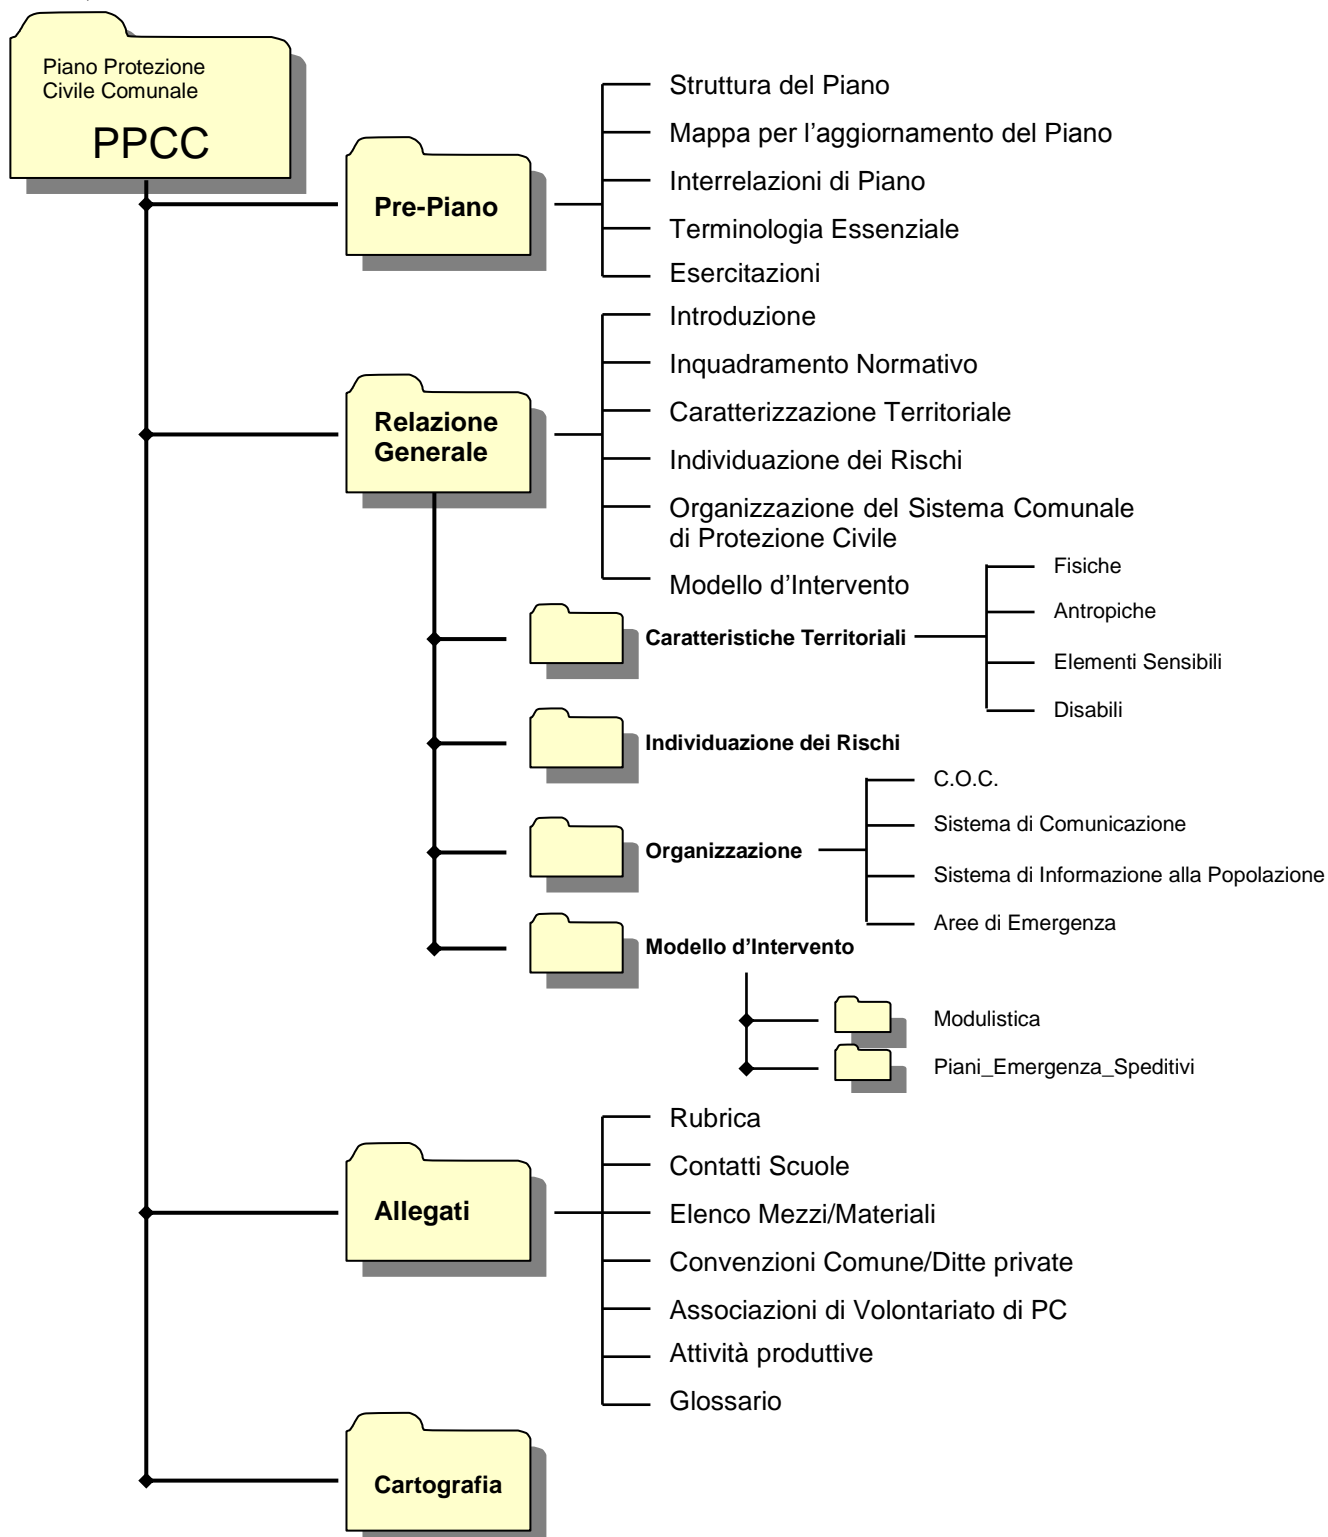 Piano Protezione
Civile Comunale
PPCC
Pre-Piano
Struttura del Piano
Mappa per l’aggiornamento del Piano
Interrelazioni di Piano
Terminologia Essenziale
Esercitazioni
Relazione
Generale
Introduzione
Inquadramento Normativo
Caratterizzazione Territoriale
Individuazione dei Rischi
Organizzazione del Sistema Comunale
di Protezione Civile
Modello d’Intervento
Caratteristiche Territoriali
Fisiche
Antropiche
Elementi Sensibili
Disabili
Individuazione dei Rischi
Organizzazione
C.O.C.
Sistema di Comunicazione
Sistema di Informazione alla Popolazione
Aree di Emergenza
Modello d’Intervento
Modulistica
Piani_Emergenza_Speditivi
Allegati
Rubrica
Contatti Scuole
Elenco Mezzi/Materiali
Convenzioni Comune/Ditte private
Associazioni di Volontariato di PC
Attività produttive
Glossario
Cartografia